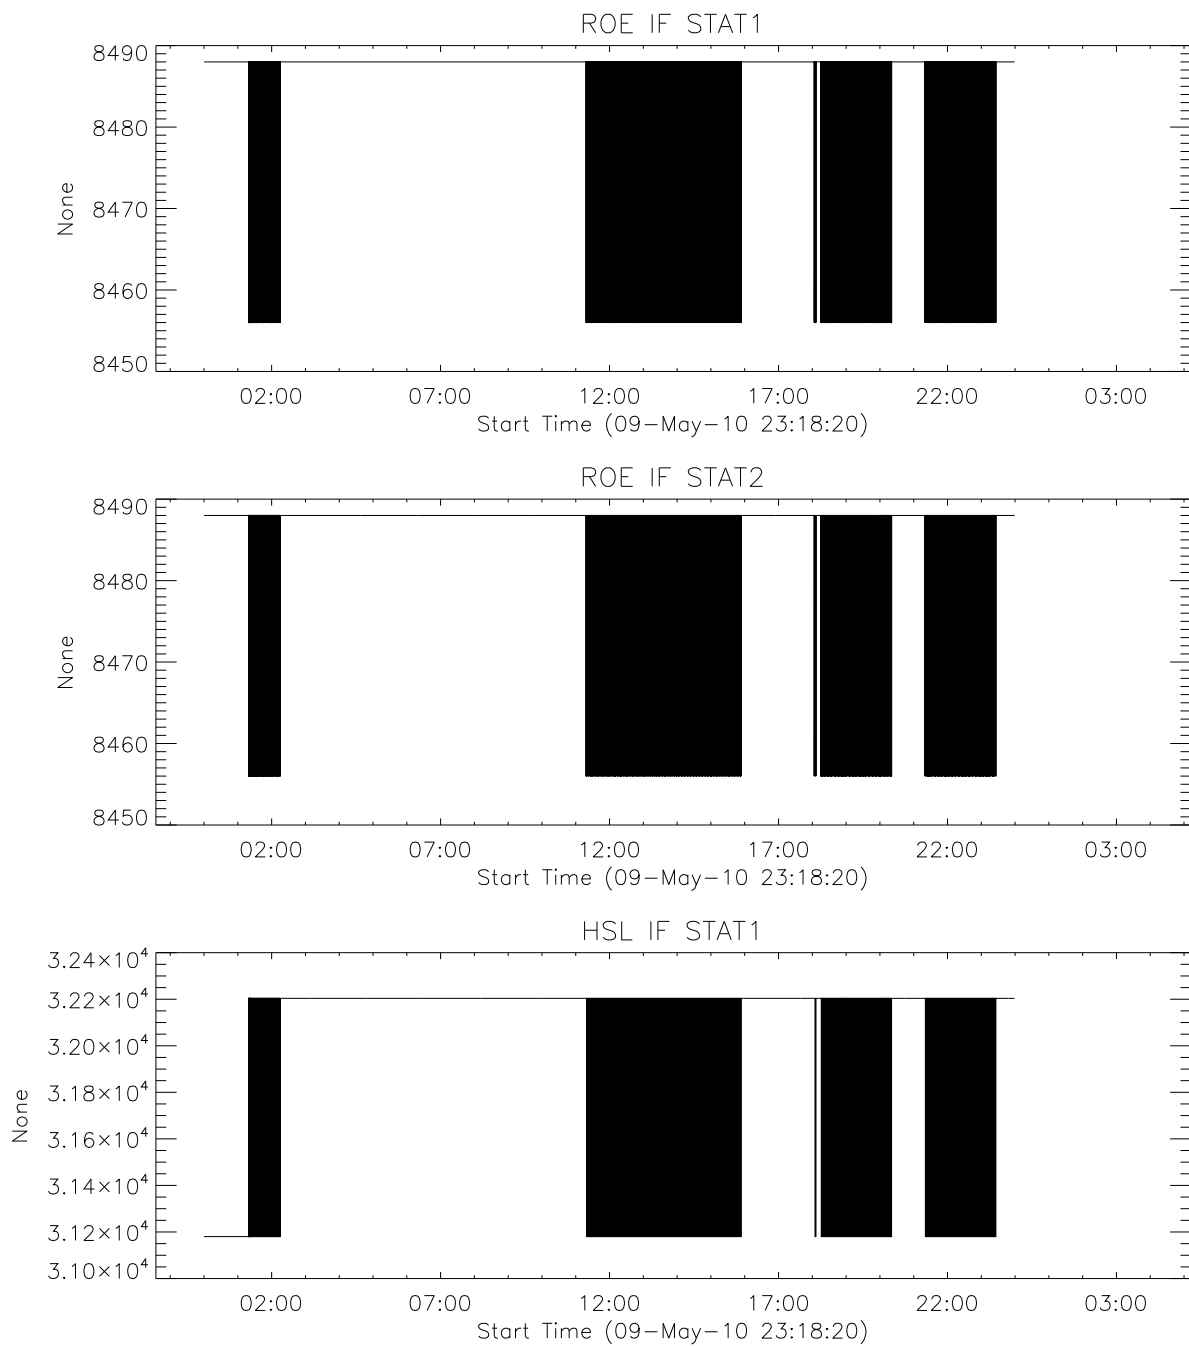 ROE IF STAT1
8490
8480
8470
8460
8450
None
02:00 07:00 12:00 17:00 22:00 03:00
Start Time (09-May-10 23:18:20)
ROE IF STAT2
8490
8480
8470
8460
8450
None
02:00 07:00 12:00 17:00 22:00 03:00
Start Time (09-May-10 23:18:20)
HSL IF STAT1
3.24×10⁴
3.22×10⁴
3.20×10⁴
3.18×10⁴
3.16×10⁴
3.14×10⁴
3.12×10⁴
3.10×10⁴
None
02:00 07:00 12:00 17:00 22:00 03:00
Start Time (09-May-10 23:18:20)